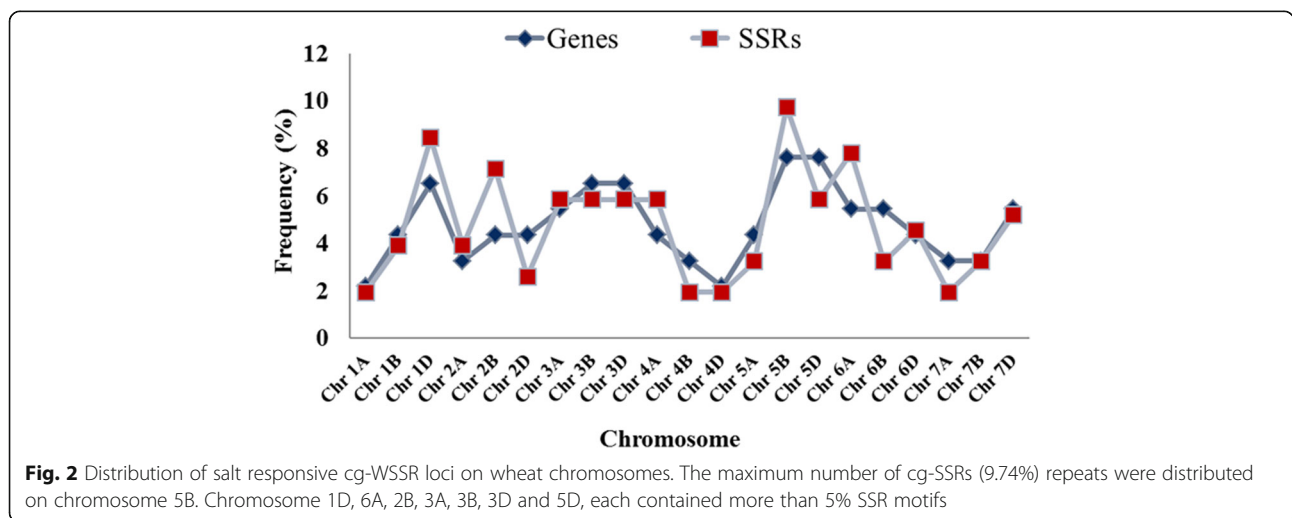 Genes SSRs
12
10
8
6
4
2
0
Frequency (%)
Chr 1A
Chr 1B
Chr 1D
Chr 2A
Chr 2B
Chr 2D
Chr 3A
Chr 3B
Chr 3D
Chr 4A
Chr 4B
Chr 4D
Chr 5A
Chr 5B
Chr 5D
Chr 6A
Chr 6B
Chr 6D
Chr 7A
Chr 7B
Chr 7D
Chromosome
Fig. 2 Distribution of salt responsive cg-WSSR loci on wheat chromosomes. The maximum number of cg-SSRs (9.74%) repeats were distributed
on chromosome 5B. Chromosome 1D, 6A, 2B, 3A, 3B, 3D and 5D, each contained more than 5% SSR motifs